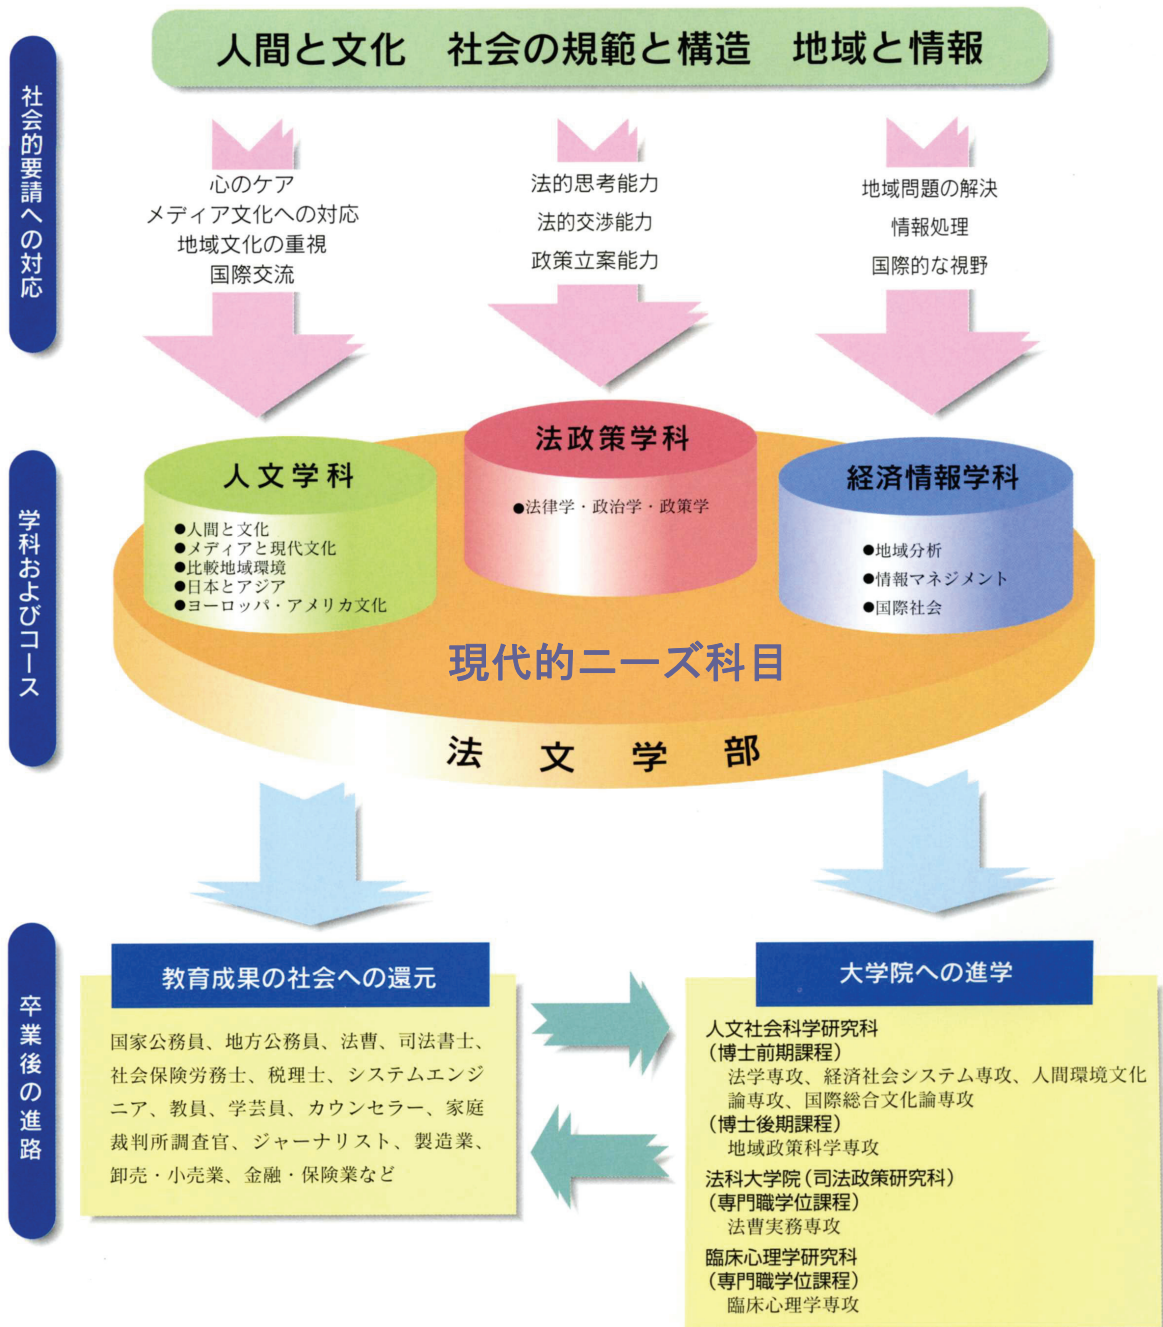 人間と文化　社会の規範と構造　地域と情報
社会的要請への対応
心のケア
メディア文化への対応
地域文化の重視
国際交流
法的思考能力
法的交渉能力
政策立案能力
地域問題の解決
情報処理
国際的な視野
学科およびコース
人文学科
●人間と文化
●メディアと現代文化
●比較地域環境
●日本とアジア
●ヨーロッパ・アメリカ文化
法政策学科
●法律学・政治学・政策学
経済情報学科
●地域分析
●情報マネジメント
●国際社会
現代的ニーズ科目
法文学部
卒業後の進路
教育成果の社会への還元
国家公務員、地方公務員、法曹、司法書士、
社会保険労務士、税理士、システムエンジ
ニア、教員、学芸員、カウンセラー、家庭
裁判所調査官、ジャーナリスト、製造業、
卸売・小売業、金融・保険業など
大学院への進学
人文社会科学研究科
（博士前期課程）
法学専攻、経済社会システム専攻、人間環境文化
論専攻、国際総合文化論専攻
（博士後期課程）
地域政策科学専攻
法科大学院（司法政策研究科）
（専門職学位課程）
法曹実務専攻
臨床心理学研究科
（専門職学位課程）
臨床心理学専攻